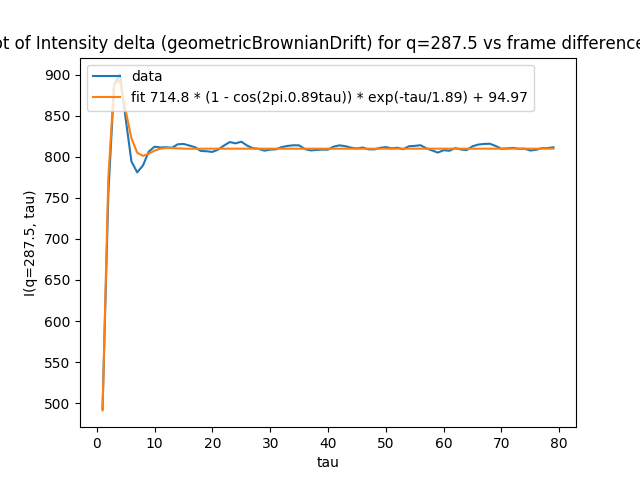 ot of Intensity delta (geometricBrownianDrift) for q=287.5 vs frame difference
data
fit 714.8 * (1 - cos(2pi.0.89tau)) * exp(-tau/1.89) + 94.97
900
850
800
750
700
650
600
550
500
I(q=287.5, tau)
0 10 20 30 40 50 60 70 80
tau